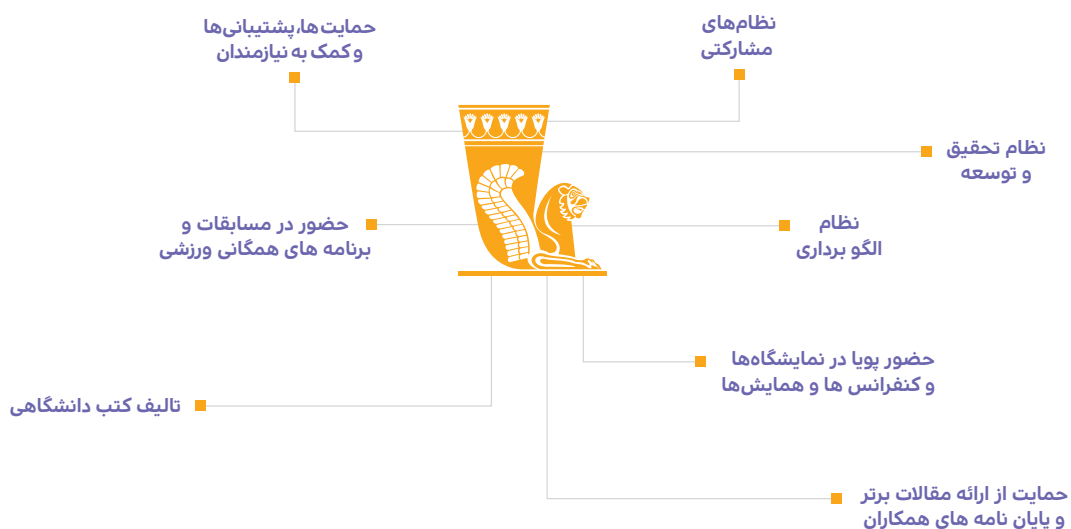 نظام‌های
مشارکتی
حمایت‌ها،پشتیبانی‌ها
و کمک به نیازمندان
نظام تحقیق
و توسعه
نظام
الگو برداری
حضور در مسابقات و
برنامه های همگانی ورزشی
حضور پویا در نمایشگاه‌ها
و کنفرانس ها و همایش‌ها
تالیف کتب دانشگاهی
حمایت از ارائه مقالات برتر
و پایان نامه های همکاران